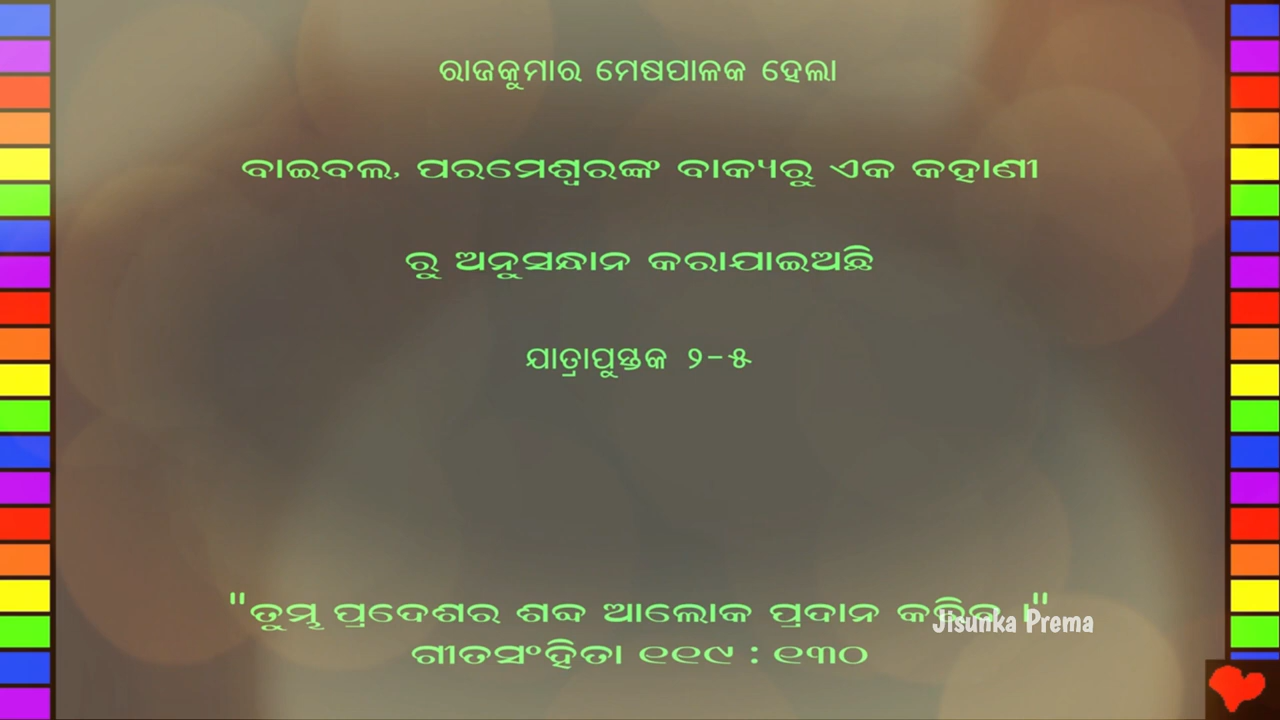 ରାଜକୁମାର ମେଷପାଳକ ହେଲା
ବାଇବଲ, ପରମେଶ୍ୱରଙ୍କ ବାକ୍ୟରୁ ଏକ କହାଣୀ
ରୁ ଅନୁସନ୍ଧାନ କରାଯାଇଅଛି
ଯାତ୍ରାପୁସ୍ତକ ୨-୫
"ତୁମ୍ଭ ପ୍ରଦେଶର ଶବ୍ଦ ଆଲୋକ ପ୍ରଦାନ
ଗୀତସଂହିତା ୧୧୯ : ୧୩୦
Jisunka Prema